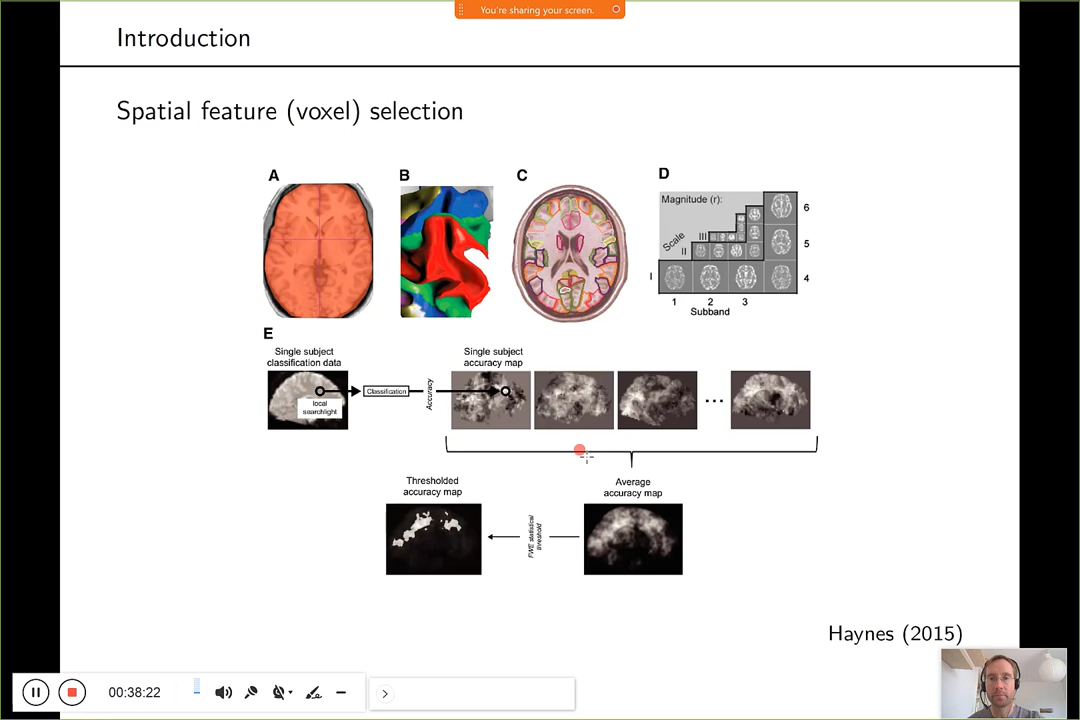 You're sharing your screen.
Introduction
Spatial feature (voxel) selection
A
B
C
D
Magnitude (r):
Scale
I
II
III
6
5
4
1 2 3
Subband
E
Single subject
classification data
local
searchlight
Classification
Accuracy
Single subject
accuracy map
...
Thresholded
accuracy map
FWE statistical
threshold
Average
accuracy map
Haynes (2015)
00:38:22